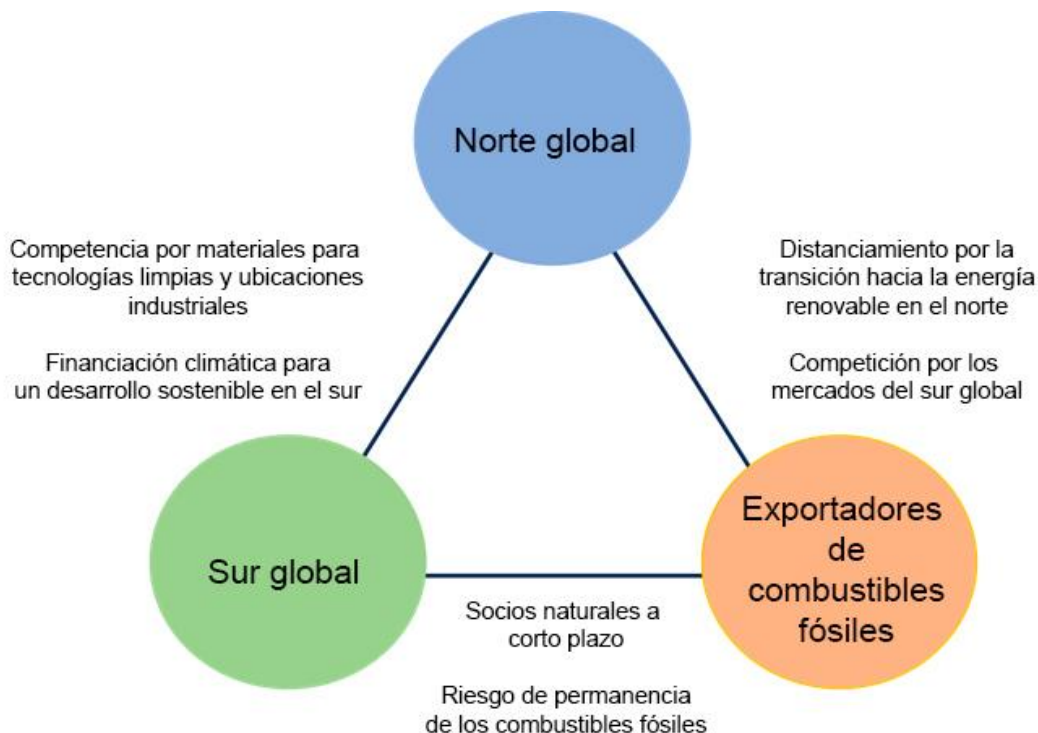 Norte global
Competencia por materiales para
tecnologías limpias y ubicaciones
industriales
Financiación climática para
un desarrollo sostenible en el sur
Distanciamiento por la
transición hacia la energía
renovable en el norte
Competición por los
mercados del sur global
Sur global
Exportadores
de
combustibles
fósiles
Socios naturales a
corto plazo
Riesgo de permanencia
de los combustibles fósiles